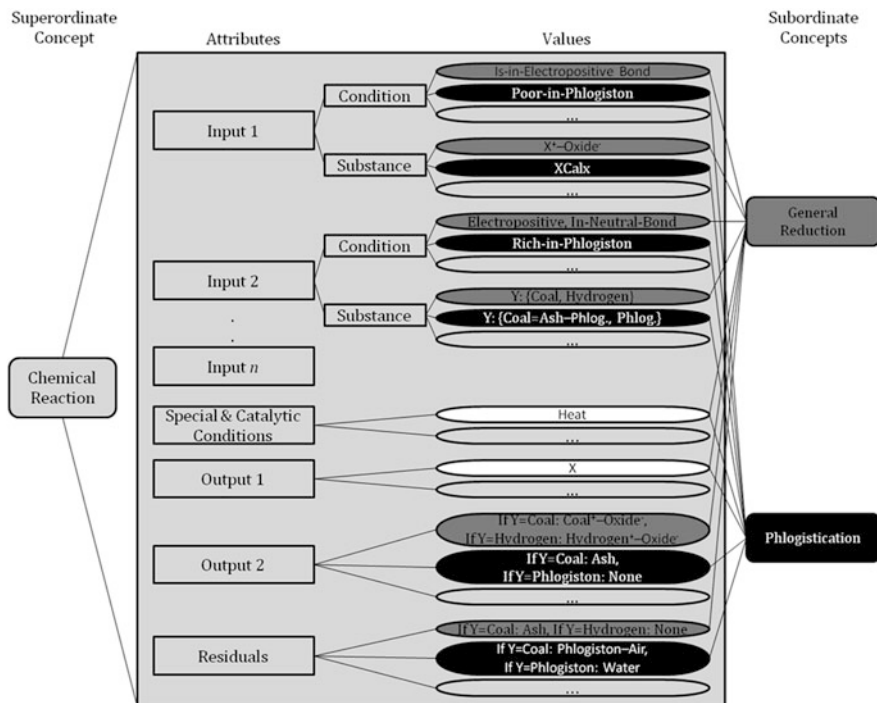 Superordinate
Concept
Attributes
Values
Subordinate
Concepts
Input 1
Condition
Is-in-Electropositive Bond
Poor-in-Phlogiston
...
Substance
X⁺–Oxide⁻
XCalx
...
Input 2
Condition
Electropositive, In-Neutral-Bond
Rich-in-Phlogiston
...
Substance
Y: {Coal, Hydrogen}
Y: {Coal=Ash–Phlog., Phlog.}
...
.
.
Input n
Chemical
Reaction
Special & Catalytic
Conditions
Heat
...
Output 1
X
...
Output 2
If Y=Coal: Coal⁺–Oxide⁻,
If Y=Hydrogen: Hydrogen⁺–Oxide⁻
If Y=Coal: Ash,
If Y=Phlogiston: None
...
Residuals
If Y=Coal: Ash, If Y=Hydrogen: None
If Y=Coal: Phlogiston–Air,
If Y=Phlogiston: Water
...
General
Reduction
Phlogistication